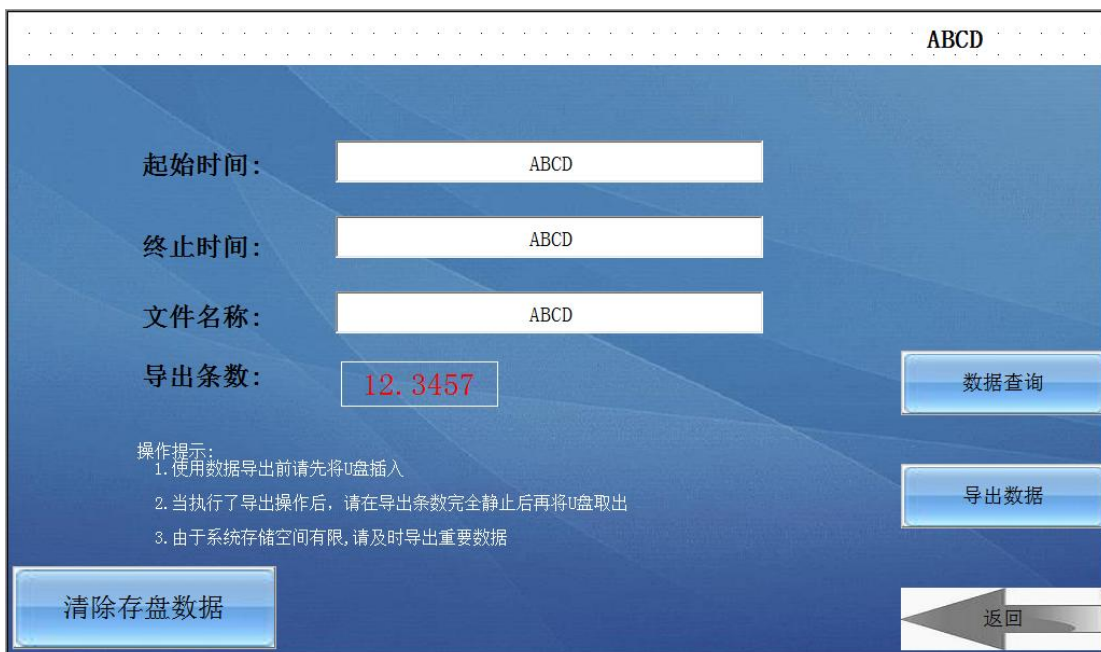 ABCD
起始时间:
ABCD
终止时间:
ABCD
文件名称:
ABCD
导出条数:
12.3457
数据查询
操作提示:
1.使用数据导出前请先将U盘插入
2.当执行了导出操作后，请在导出条数完全静止后再将U盘取出
3.由于系统存储空间有限,请及时导出重要数据
导出数据
清除存盘数据
返回